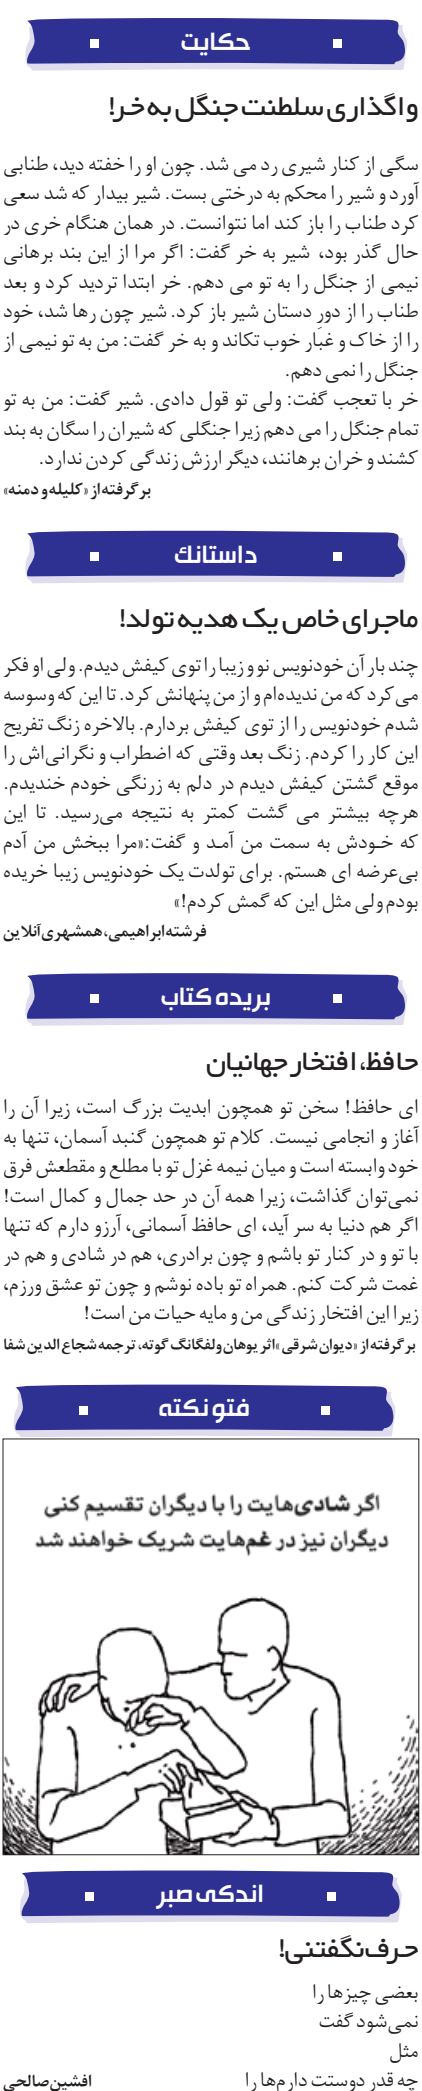 حکایت
واگذاری سلطنت جنگل به خر!
سگی از کنار شیری رد می شد. چون او را خفته دید، طنابی
آورد و شیر را محکم به درختی بست. شیر بیدار که شد سعی
کرد طناب را باز کند اما نتوانست. در همان هنگام خری در
حال گذر بود، شیر به خر گفت: اگر مرا از این بند برهانی
نیمی از جنگل را به تو می دهم. خر ابتدا تردید کرد و بعد
طناب را از دورِ دستان شیر باز کرد. شیر چون رها شد، خود
را از خاک و غبار خوب تکاند و به خر گفت: من به تو نیمی از
جنگل را نمی دهم.
خر با تعجب گفت: ولی تو قول دادی. شیر گفت: من به تو
تمام جنگل را می دهم زیرا جنگلی که شیران را سگان به بند
کشند و خران برهانند، دیگر ارزش زندگی کردن ندارد.
برگرفته از «کلیله و دمنه»
داستانك
ماجرای خاص یک هدیه تولد!
چند بار آن خودنویس نو و زیبا را توی کیفش دیدم. ولی او فکر
می کرد که من ندیده‌ام و از من پنهانش کرد. تا این که وسوسه
شدم خودنویس را از توی کیفش بردارم. بالاخره زنگ تفریح
این کار را کردم. زنگ بعد وقتی که اضطراب و نگرانی‌اش را
موقع گشتن کیفش دیدم در دلم به زرنگی خودم خندیدم.
هرچه بیشتر می گشت کمتر به نتیجه می‌رسید. تا این
که خـودش به سمت من آمـد و گفت:«مرا ببخش من آدم
بی‌عرضه ای هستم. برای تولدت یک خودنویس زیبا خریده
بودم ولی مثل این که گمش کردم!»
فرشته ابراهیمی، همشهری آنلاین
بریده کتاب
حافظ، افتخار جهانیان
ای حافظ! سخن تو همچون ابدیت بزرگ است، زیرا آن را
آغاز و انجامی نیست. کلام تو همچون گنبد آسمان، تنها به
خود وابسته است و میان نیمه غزل تو با مطلع و مقطعش فرق
نمی‌توان گذاشت، زیرا همه آن در حد جمال و کمال است!
اگر هم دنیا به سر آید، ای حافظ آسمانی، آرزو دارم که تنها
با تو و در کنار تو باشم و چون برادری، هم در شادی و هم در
غمت شرکت کنم. همراه تو باده نوشم و چون تو عشق ورزم،
زیرا این افتخار زندگی من و مایه حیات من است!
برگرفته از «دیوان شرقی» اثر یوهان ولفگانگ گوته، ترجمه شجاع الدین شفا
فتو نکته
اگر شادی‌هایت را با دیگران تقسیم کنی
دیگران نیز در غم‌هایت شریک خواهند شد
اندکی صبر
حرف نگفتنی!
بعضی چیزها را
نمی‌شود گفت
مثل
چه قدر دوستت دارم‌ها را
افشین صالحی